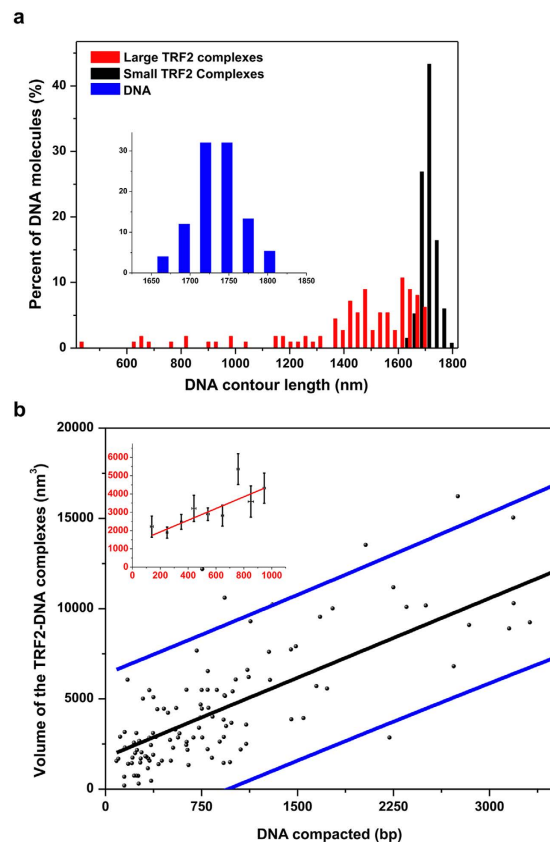 a
Large TRF2 complexes
Small TRF2 Complexes
DNA
Percent of DNA molecules (%)
40
30
20
10
0
30
20
10
0
1650 1700 1750 1800 1850
600 800 1000 1200 1400 1600 1800
DNA contour length (nm)
b
Volume of the TRF2-DNA complexes (nm³)
20000
15000
10000
5000
0
6000
5000
4000
3000
2000
1000
0
0 200 400 600 800 1000
0 750 1500 2250 3000
DNA compacted (bp)